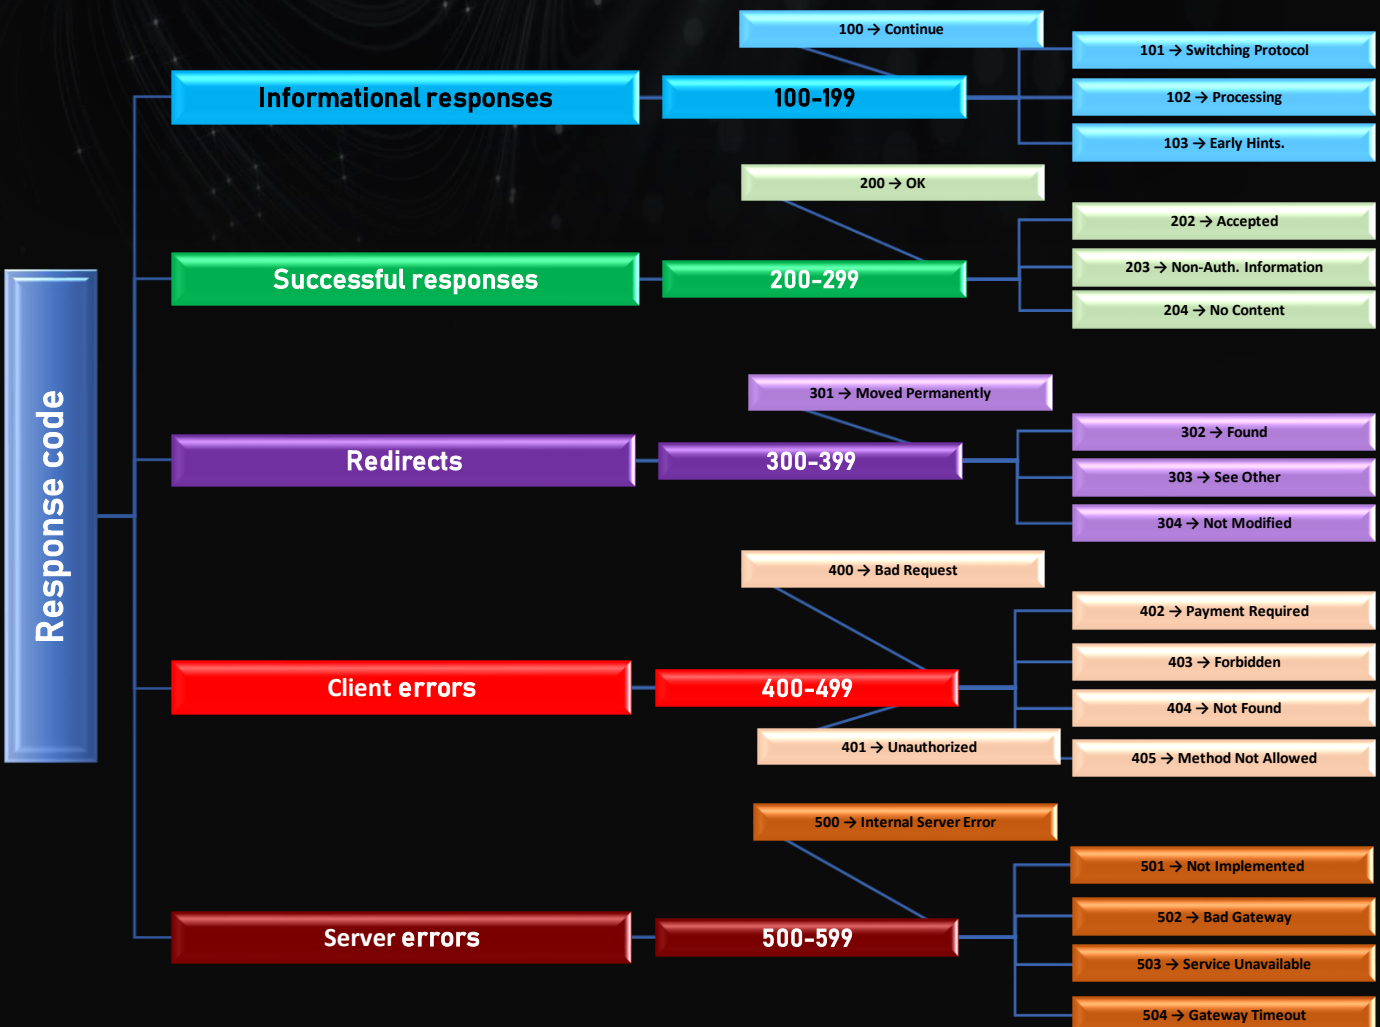 Response code
Informational responses
100-199
100 → Continue
101 → Switching Protocol
102 → Processing
103 → Early Hints.
Successful responses
200-299
200 → OK
202 → Accepted
203 → Non-Auth. Information
204 → No Content
Redirects
300-399
301 → Moved Permanently
302 → Found
303 → See Other
304 → Not Modified
Client errors
400-499
400 → Bad Request
401 → Unauthorized
402 → Payment Required
403 → Forbidden
404 → Not Found
405 → Method Not Allowed
Server errors
500-599
500 → Internal Server Error
501 → Not Implemented
502 → Bad Gateway
503 → Service Unavailable
504 → Gateway Timeout